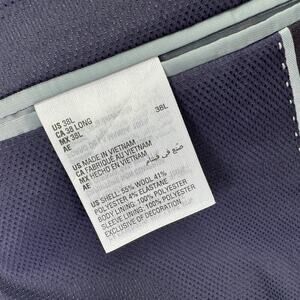 US 38L
CA 38 LONG
MX 38L
AE
38L
US MADE IN VIETNAM
CA FABRIQUÉ AU VIETNAM
MX HECHO EN VIETNAM
AE صنع في فيتنام
US SHELL: 55% WOOL 41%
POLYESTER 4% ELASTANE
BODY LINING: 100% POLYESTER
SLEEVE LINING: 100% POLYESTER
EXCLUSIVE OF DECORATION